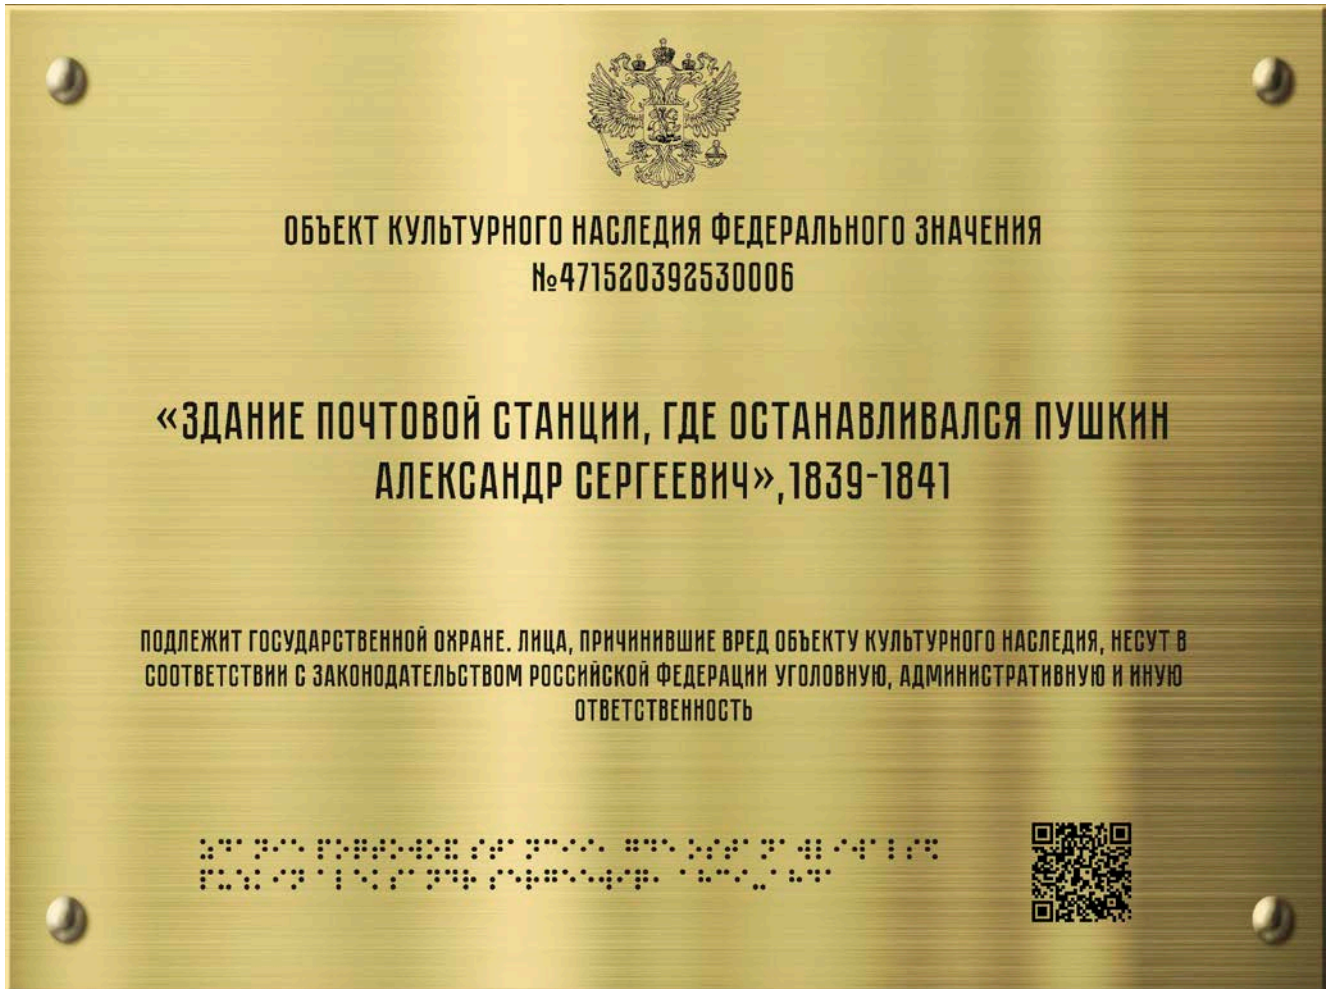 ОБЪЕКТ КУЛЬТУРНОГО НАСЛЕДИЯ ФЕДЕРАЛЬНОГО ЗНАЧЕНИЯ
№471520392530006
«ЗДАНИЕ ПОЧТОВОЙ СТАНЦИИ, ГДЕ ОСТАНАВЛИВАЛСЯ ПУШКИН
АЛЕКСАНДР СЕРГЕЕВИЧ»,1839-1841
ПОДЛЕЖИТ ГОСУДАРСТВЕННОЙ ОХРАНЕ. ЛИЦА, ПРИЧИНИВШИЕ ВРЕД ОБЪЕКТУ КУЛЬТУРНОГО НАСЛЕДИЯ, НЕСУТ В
СООТВЕТСТВИИ С ЗАКОНОДАТЕЛЬСТВОМ РОССИЙСКОЙ ФЕДЕРАЦИИ УГОЛОВНУЮ, АДМИНИСТРАТИВНУЮ И ИНУЮ
ОТВЕТСТВЕННОСТЬ